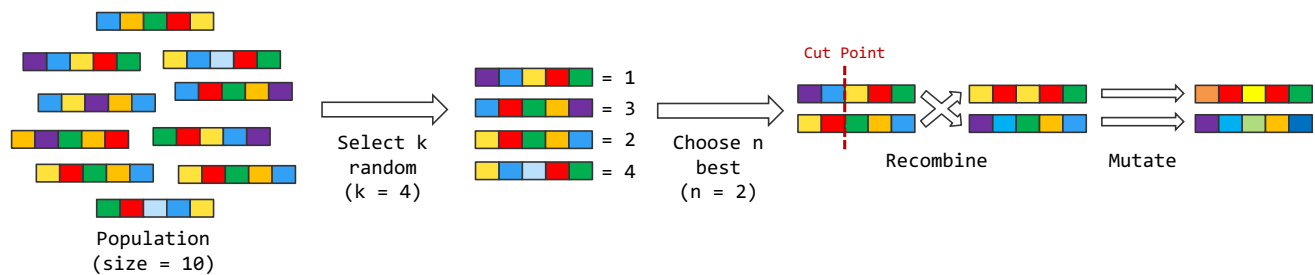 Population
(size = 10)
Select k
random
(k = 4)
= 1
= 3
= 2
= 4
Choose n
best
(n = 2)
Cut Point
Recombine
Mutate